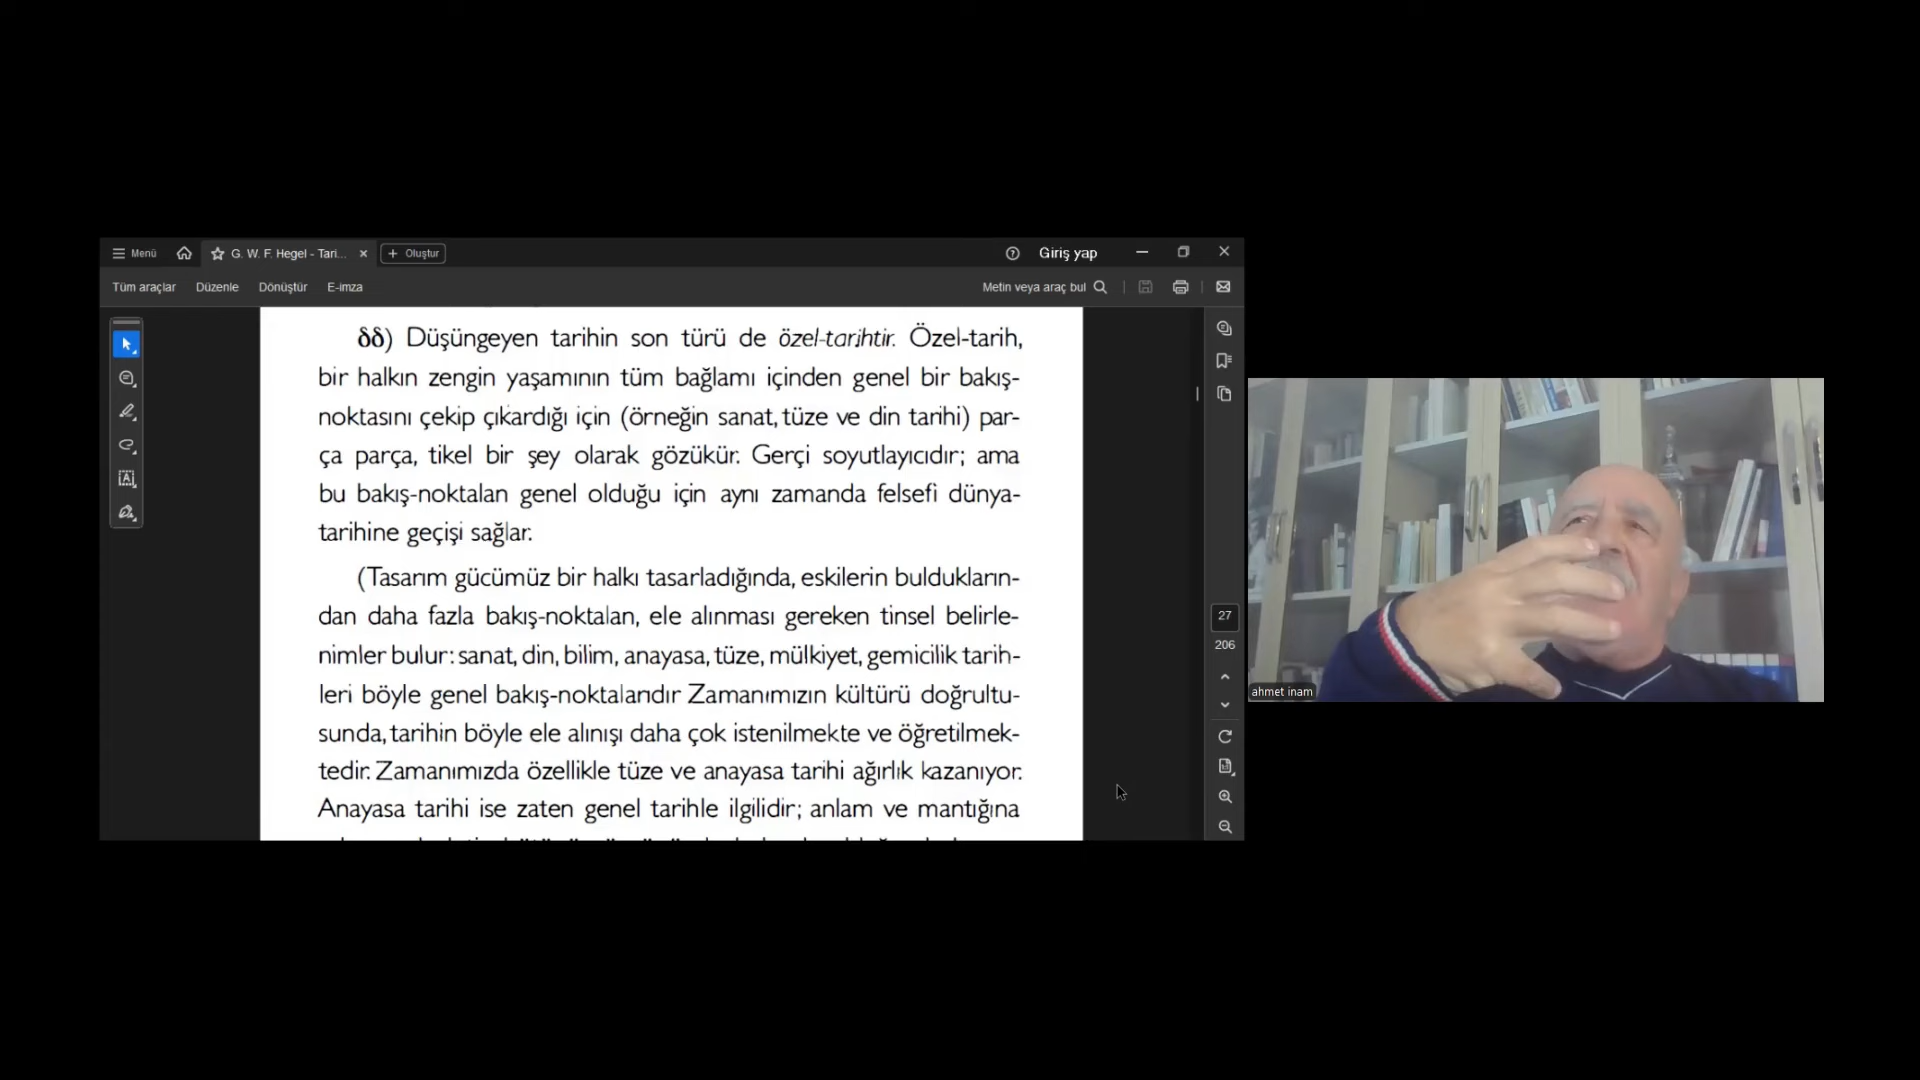 Menü
G. W. F. Hegel - Tari...
Oluştur
Giriş yap
Tüm araçlar
Düzenle
Dönüştür
E-imza
Metin veya araç bul
δδ) Düşüngeyen tarihin son türü de özel-tarihtir. Özel-tarih,
bir halkın zengin yaşamının tüm bağlamı içinden genel bir bakış-
noktasını çekip çıkardığı için (örneğin sanat, tüze ve din tarihi) par-
ça parça, tikel bir şey olarak gözükür. Gerçi soyutlayıcıdır; ama
bu bakış-noktalan genel olduğu için aynı zamanda felsefi dünya-
tarihine geçişi sağlar.
(Tasarım gücümüz bir halkı tasarladığında, eskilerin buldukların-
dan daha fazla bakış-noktalan, ele alınması gereken tinsel belirle-
nimler bulur: sanat, din, bilim, anayasa, tüze, mülkiyet, gemicilik tarih-
leri böyle genel bakış-noktalarıdır Zamanımızın kültürü doğrultu-
sunda, tarihin böyle ele alınışı daha çok istenilmekte ve öğretilmek-
tedir. Zamanımızda özellikle tüze ve anayasa tarihi ağırlık kazanıyor.
Anayasa tarihi ise zaten genel tarihle ilgilidir; anlam ve mantığına
27
206
ahmet inam